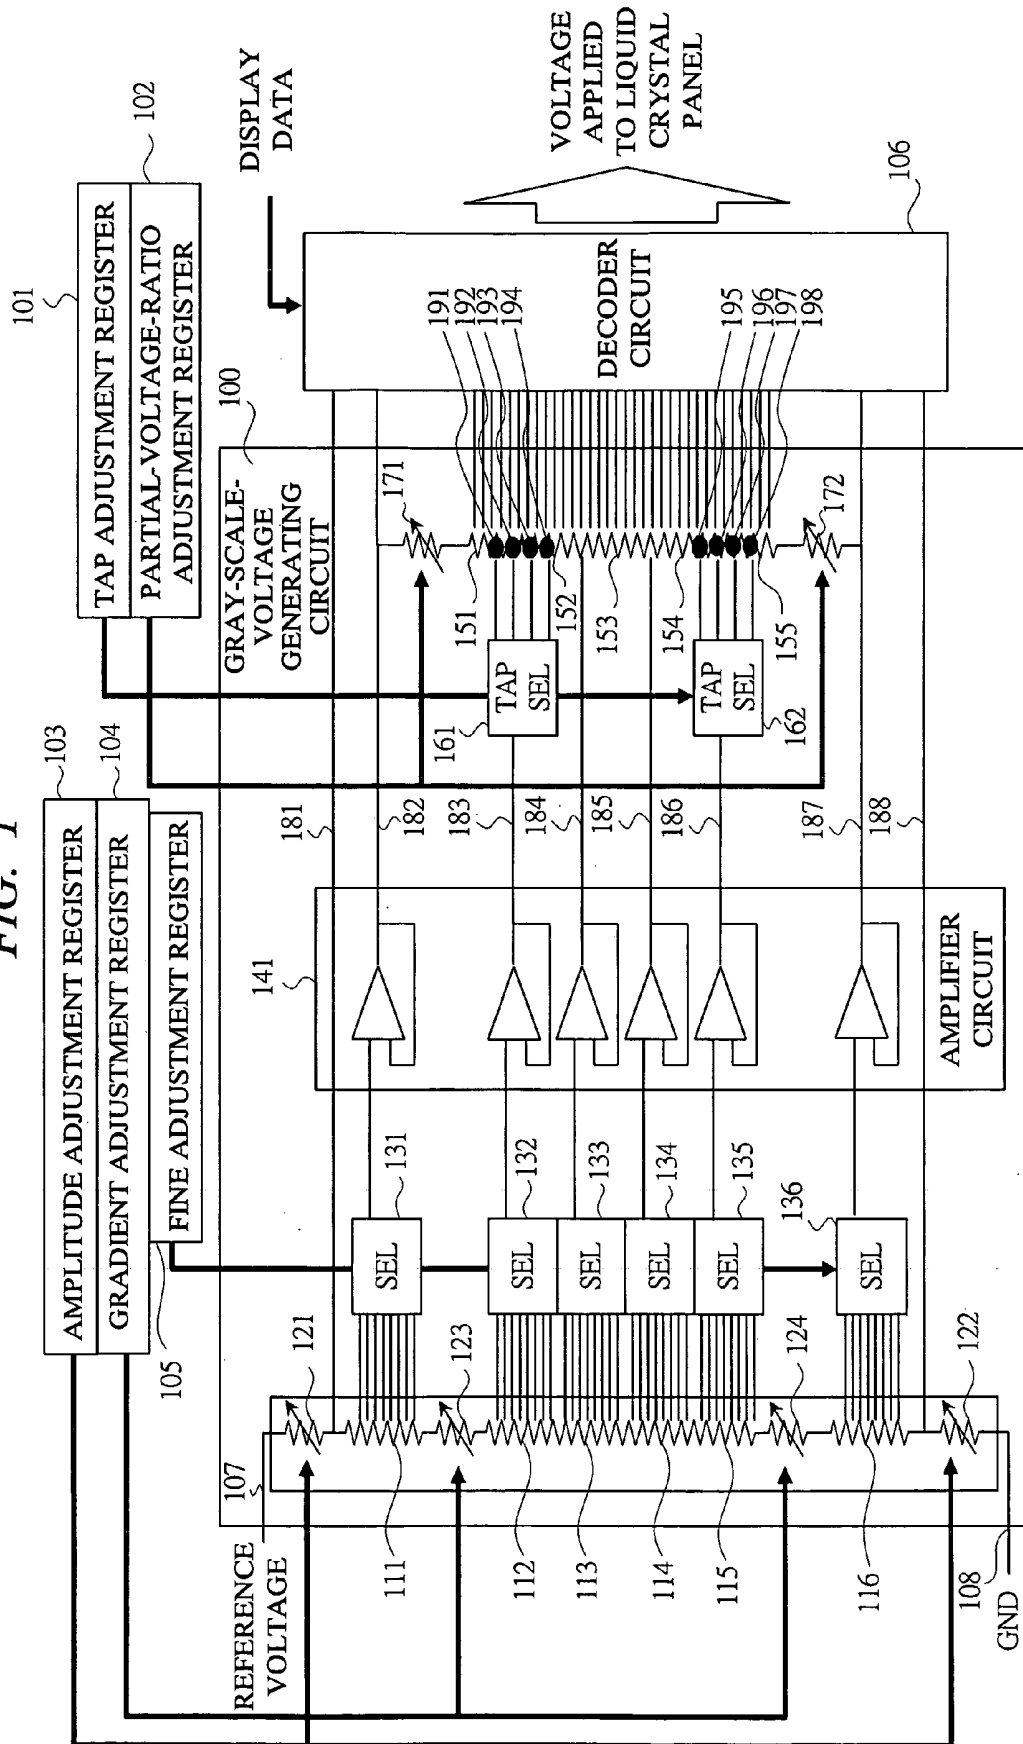 FIG. 1
AMPLITUDE ADJUSTMENT REGISTER
103
GRADIENT ADJUSTMENT REGISTER
104
FINE ADJUSTMENT REGISTER
105
TAP ADJUSTMENT REGISTER
101
PARTIAL-VOLTAGE-RATIO
ADJUSTMENT REGISTER
102
REFERENCE
VOLTAGE
107
GRAY-SCALE-
VOLTAGE
GENERATING
CIRCUIT
100
DISPLAY
DATA
121
111
123
112
113
114
115
124
116
122
108
GND
SEL
131
SEL
132
SEL
133
SEL
134
SEL
135
SEL
136
141
AMPLIFIER
CIRCUIT
181
182
183
184
185
186
187
188
TAP
SEL
161
TAP
SEL
162
171
151
152
153
154
155
172
191
192
193
194
195
196
197
198
DECODER
CIRCUIT
106
VOLTAGE
APPLIED
TO LIQUID
CRYSTAL
PANEL